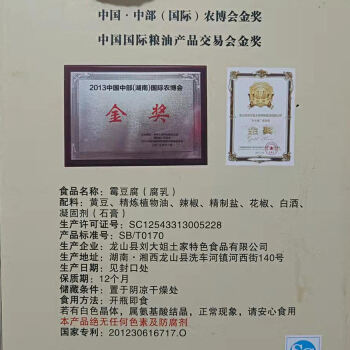 中国·中部（国际）农博会金奖
中国国际粮油产品交易会金奖
2013中国中部(湖南)国际农博会
金 奖
金奖
食品名称：霉豆腐（腐乳）
配料：黄豆、精炼植物油、辣椒、精制盐、花椒、白酒、
凝固剂（石膏）
生产许可证号：SC12543313005228
产品标准号：SB/T0170
生产企业：龙山县刘大姐土家特色食品有限公司
地址：湖南·湘西龙山县洗车河镇河西街140号
生产日期：见封口处
保质期：12个月
储藏条件：置于阴凉干燥处
食用方法：开瓶即食
若有白色晶体，属氨基酸结晶，正常现象，请安心食用
本产品绝无任何色素及防腐剂
国家专利：201230616717.O